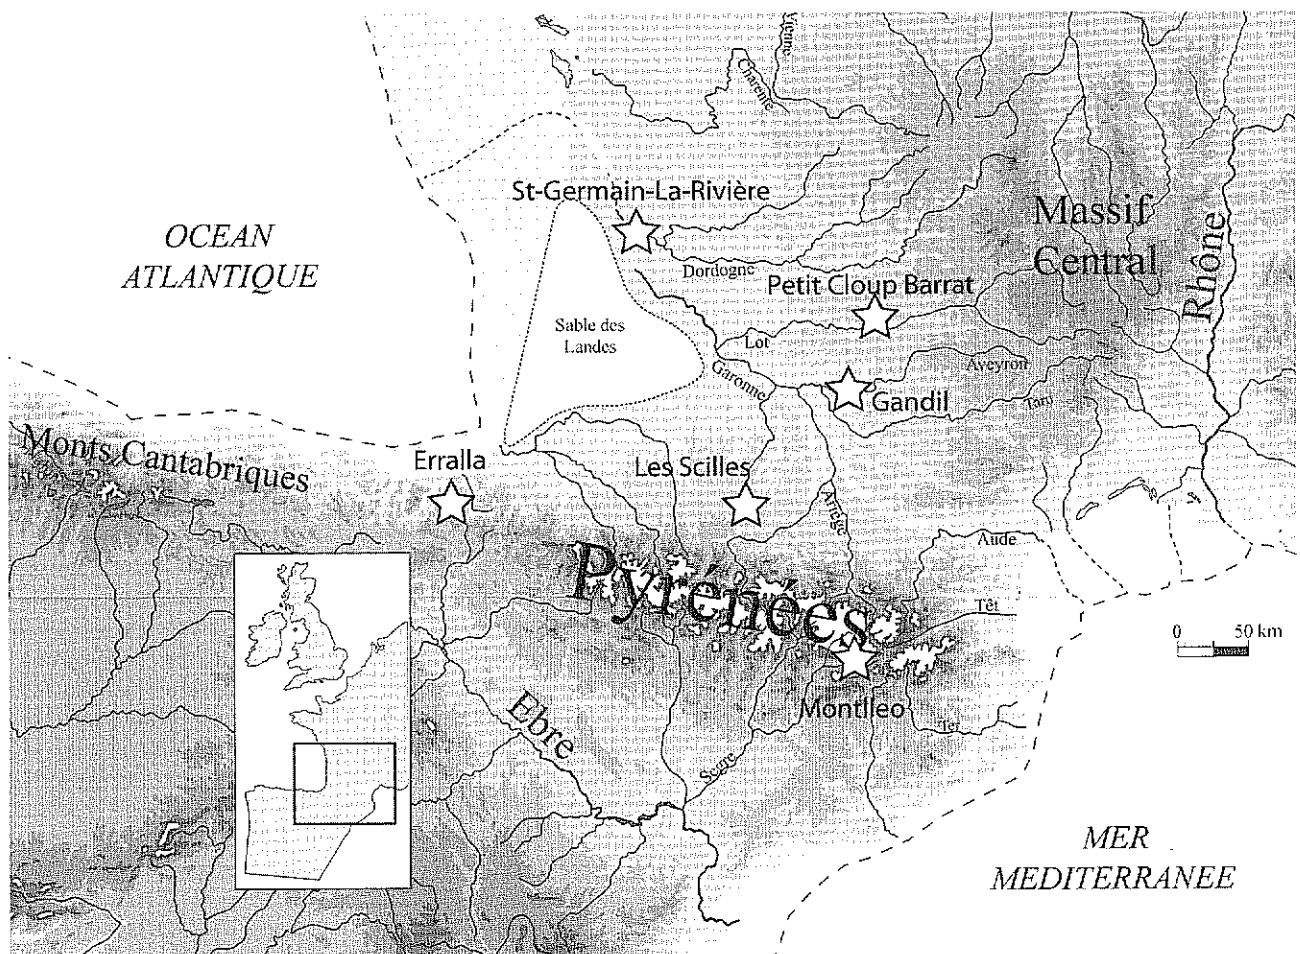 Vienne
Charente
St-Germain-La-Rivière
Massif
Central
OCEAN
ATLANTIQUE
Rhône
Dordogne
Petit Cloup Barrat
Sable des
Landes
Lot
Garonne
Aveyron
Gandil
Tarn
Monts Cantabriques
Erralla
Les Scilles
Ariège
Aude
Pyrénées
Têt
0 50 km
Montlleo
Ebre
Ter
Segre
MER
MEDITERRANEE